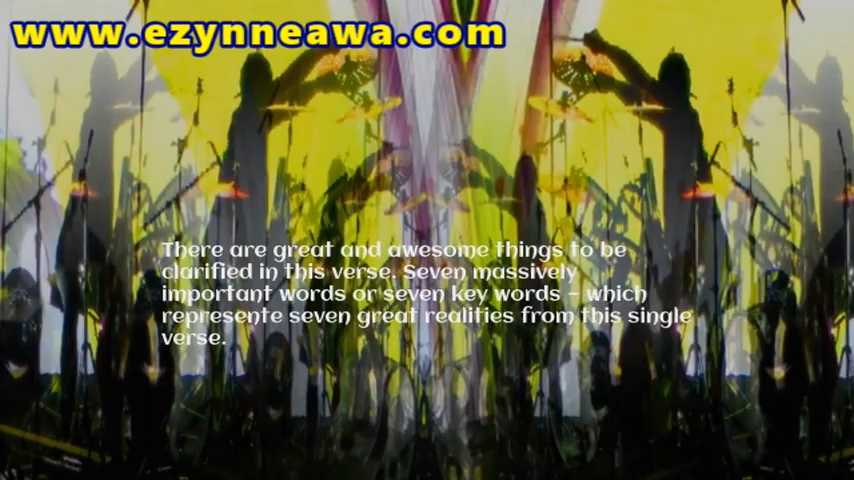 www.ezynneawa.com
There are great and awesome things to be
clarified in this verse. Seven massively
important words or seven key words - which
represente seven great realities from this single
verse.